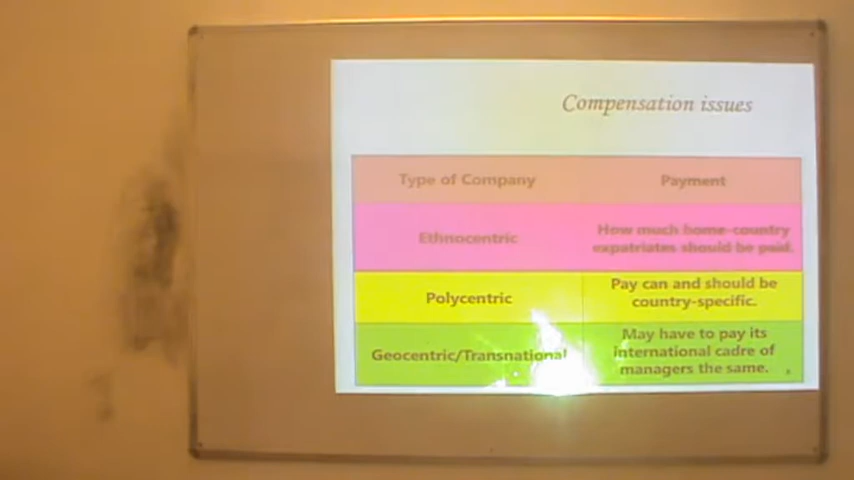 Compensation issues
Type of Company
Payment
Ethnocentric
How much home-country
expatriates should be paid.
Polycentric
Pay can and should be
country-specific.
Geocentric/Transnational
May have to pay its
international cadre of
managers the same.